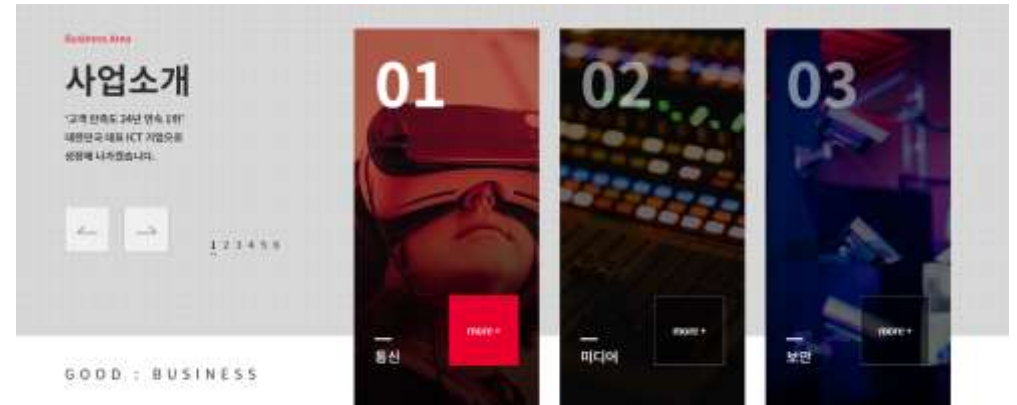 Business Area
사업소개
'고객 만족도 24년 연속 1위'
대한민국 대표 ICT 기업으로
성장해 나가겠습니다.
1 2 3 4 5 6
GOOD : BUSINESS
01
more +
통신
02
more +
미디어
03
more +
보안